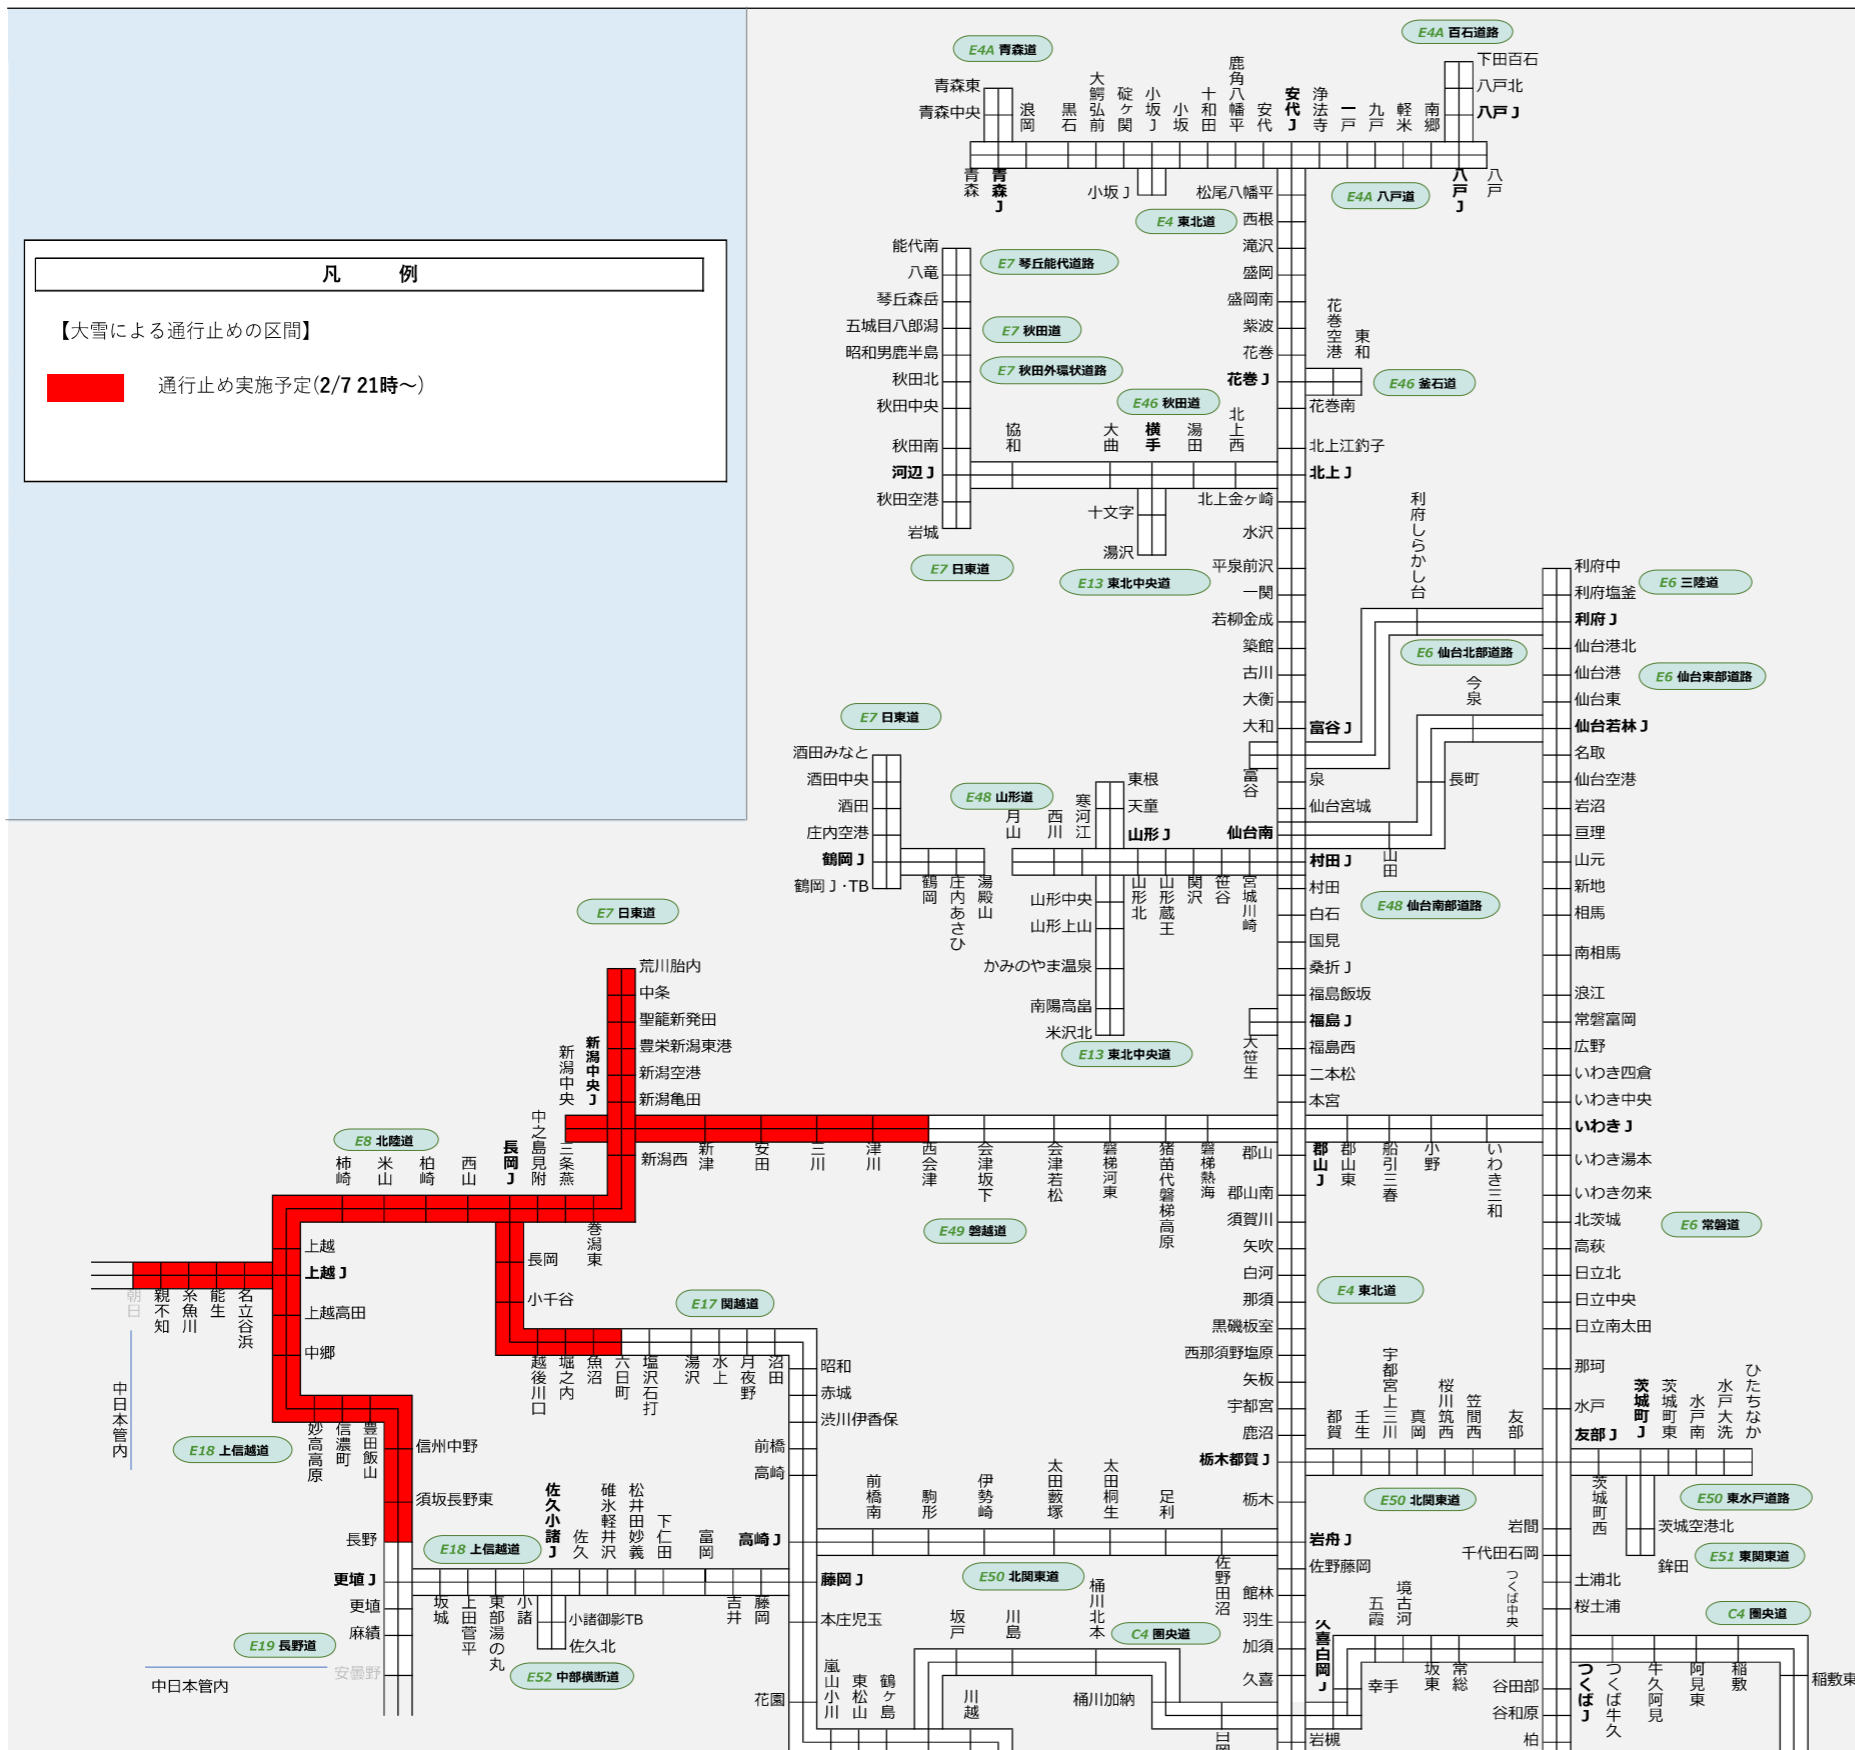 凡　例
【大雪による通行止めの区間】
通行止め実施予定(2/7 21時～)
E4A 青森道
E4A 百石道路
青森東
青森中央
浪岡
黒石
大鰐弘前
碇ヶ関
小坂J
小坂
十和田
鹿角八幡平
安代
安代J
浄法寺
一戸
九戸
軽米
南郷
下田百石
八戸北
八戸J
青森
青森J
小坂J
八戸J
八戸
E4A 八戸道
E4 東北道
松尾八幡平
西根
滝沢
盛岡
盛岡南
紫波
花巻
花巻J
花巻空港
東和
E46 釜石道
花巻南
北上江釣子
北上J
能代南
八竜
琴丘森岳
五城目八郎潟
昭和男鹿半島
秋田北
秋田中央
秋田南
河辺J
秋田空港
岩城
E7 琴丘能代道路
E7 秋田道
E7 秋田外環状道路
E46 秋田道
協和
大曲
横手
湯田
北上西
E7 日東道
十文字
湯沢
E13 東北中央道
北上金ヶ崎
水沢
平泉前沢
一関
若柳金成
築館
古川
大衡
大和
富谷J
富谷
泉
仙台宮城
仙台南
利府しらかし台
利府中
利府塩釜
利府J
E6 三陸道
仙台港北
仙台港
仙台東
E6 仙台北部道路
E6 仙台東部道路
今泉
仙台若林J
長町
名取
仙台空港
岩沼
亘理
山元
新地
相馬
南相馬
浪江
常磐富岡
広野
いわき四倉
いわき中央
いわきJ
いわき湯本
いわき勿来
北茨城
E6 常磐道
高萩
日立北
日立中央
日立南太田
那珂
水戸
友部J
E7 日東道
酒田みなと
酒田中央
酒田
庄内空港
鶴岡J
鶴岡J・TB
鶴岡
庄内あさひ
湯殿山
E48 山形道
月山
西川
寒河江
東根
天童
山形J
山形中央
山形上山
かみのやま温泉
南陽高畠
米沢北
E13 東北中央道
山形北
山形蔵王
関沢
笹谷
宮城川崎
村田J
山田
E48 仙台南部道路
村田
白石
国見
桑折J
福島飯坂
福島J
大笹生
福島西
二本松
本宮
E7 日東道
荒川胎内
中条
聖籠新発田
豊栄新潟東港
新潟空港
新潟亀田
新潟中央
新潟中央J
新潟西
新津
安田
三川
津川
西会津
会津坂下
会津若松
磐梯河東
猪苗代磐梯高原
磐梯熱海
郡山
郡山J
郡山東
船引三春
小野
いわき三和
E49 磐越道
E8 北陸道
柿崎
米山
柏崎
西山
長岡J
中之島見附
三条燕
巻潟東
上越
上越J
朝日
親不知
糸魚川
能生
名立谷浜
中日本管内
上越高田
中郷
妙高高原
信濃町
豊田飯山
E18 上信越道
信州中野
須坂長野東
長野
更埴J
更埴
麻績
E19 長野道
安曇野
中日本管内
長岡
小千谷
E17 関越道
越後川口
堀之内
魚沼
六日町
塩沢石打
湯沢
水上
月夜野
沼田
昭和
赤城
渋川伊香保
前橋
高崎
高崎J
藤岡J
本庄児玉
花園
E18 上信越道
坂城
上田菅平
東部湯の丸
小諸
佐久小諸J
佐久
碓氷軽井沢
松井田妙義
下仁田
富岡
吉井
藤岡
小諸御影TB
佐久北
E52 中部横断道
前橋南
駒形
伊勢崎
太田藪塚
太田桐生
足利
佐野田沼
岩舟J
E50 北関東道
郡山南
須賀川
矢吹
白河
那須
黒磯板室
西那須野塩原
矢板
宇都宮
鹿沼
栃木都賀J
栃木
E4 東北道
佐野藤岡
館林
羽生
加須
久喜
久喜白岡J
岩槻
都賀
壬生
宇都宮上三川
真岡
桜川筑西
笠間西
友部
E50 北関東道
茨城町J
茨城町東
水戸南
水戸大洗
ひたちなか
茨城町西
E50 東水戸道路
茨城空港北
鉾田
E51 東関東道
岩間
千代田石岡
土浦北
桜土浦
谷田部
谷和原
柏
つくばJ
嵐山小川
東松山
鶴ヶ島
坂戸
川島
川越
桶川北本
桶川加納
C4 圏央道
五霞
境古河
幸手
坂東
常総
つくば中央
つくば牛久
牛久阿見
阿見東
稲敷
稲敷東
C4 圏央道